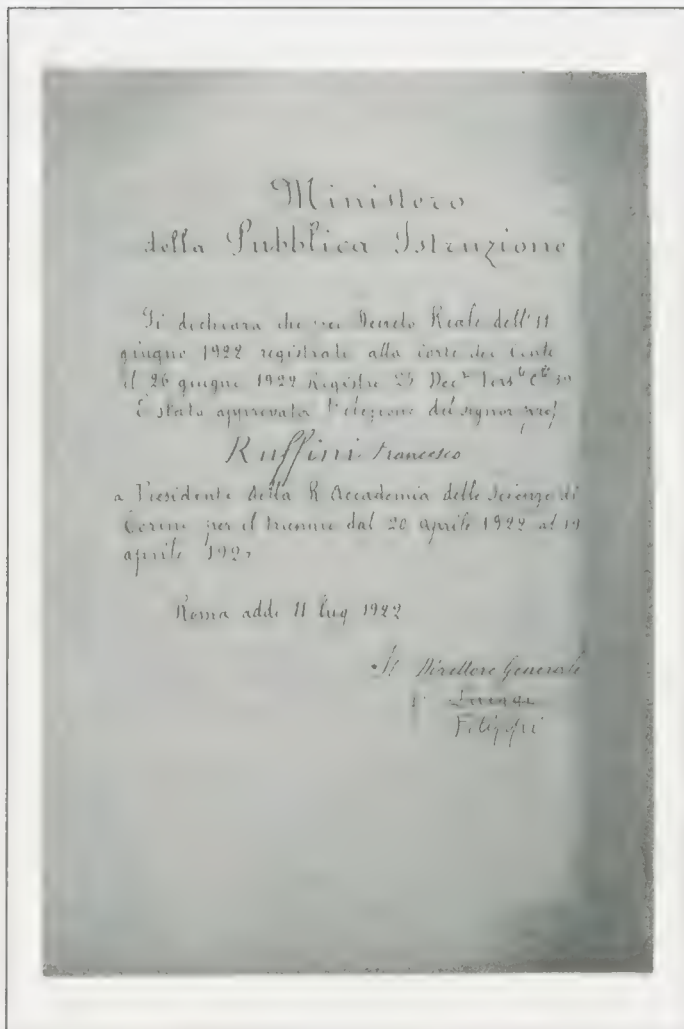 Ministero
della Pubblica Istruzione
Si dichiara che con Decreto Reale dell'11
giugno 1922 registrato alla Corte dei Conti
il 26 giugno 1922 Registro 23
È stato approvata l'elezione del signor prof
Ruffini Francesco
a Presidente della R Accademia delle Scienze di
Torino per il triennio dal 20 aprile 1922 al 19
aprile
Roma addì 11 lug 1922
Il Direttore Generale
Filippi